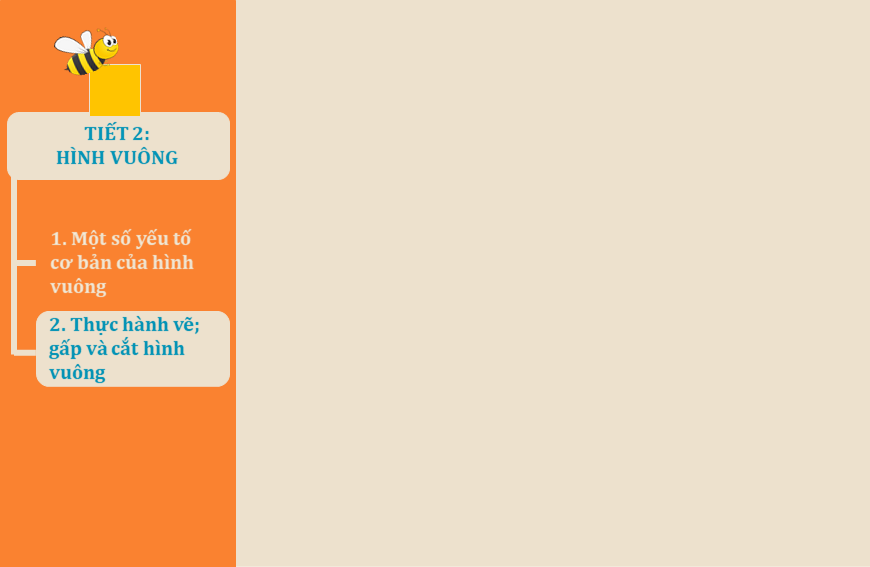 TIẾT 2:
HÌNH VUÔNG
1. Một số yếu tố
cơ bản của hình
vuông
2. Thực hành vẽ;
gấp và cắt hình
vuông